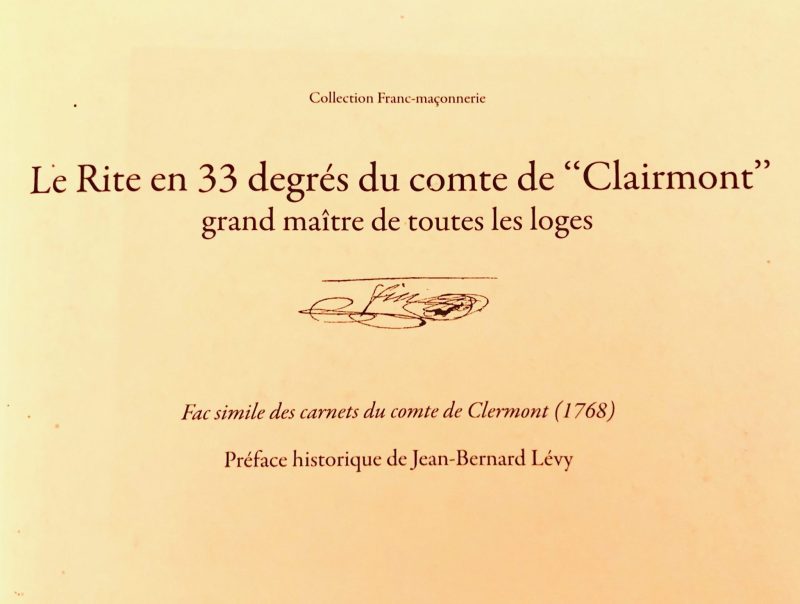 Collection Franc-maçonnerie
Le Rite en 33 degrés du comte de “Clairmont”
grand maître de toutes les loges
Fac simile des carnets du comte de Clermont (1768)
Préface historique de Jean-Bernard Lévy